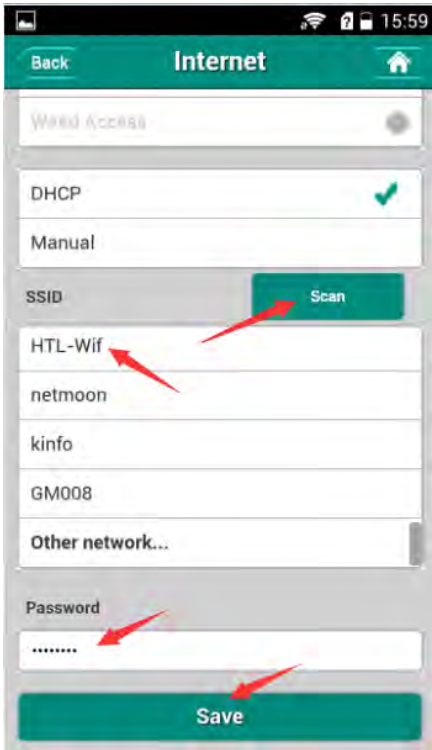 15:59
Back Internet
Wired Access
DHCP
Manual
SSID Scan
HTL-Wif
netmoon
kinfo
GM008
Other network...
Password
········
Save